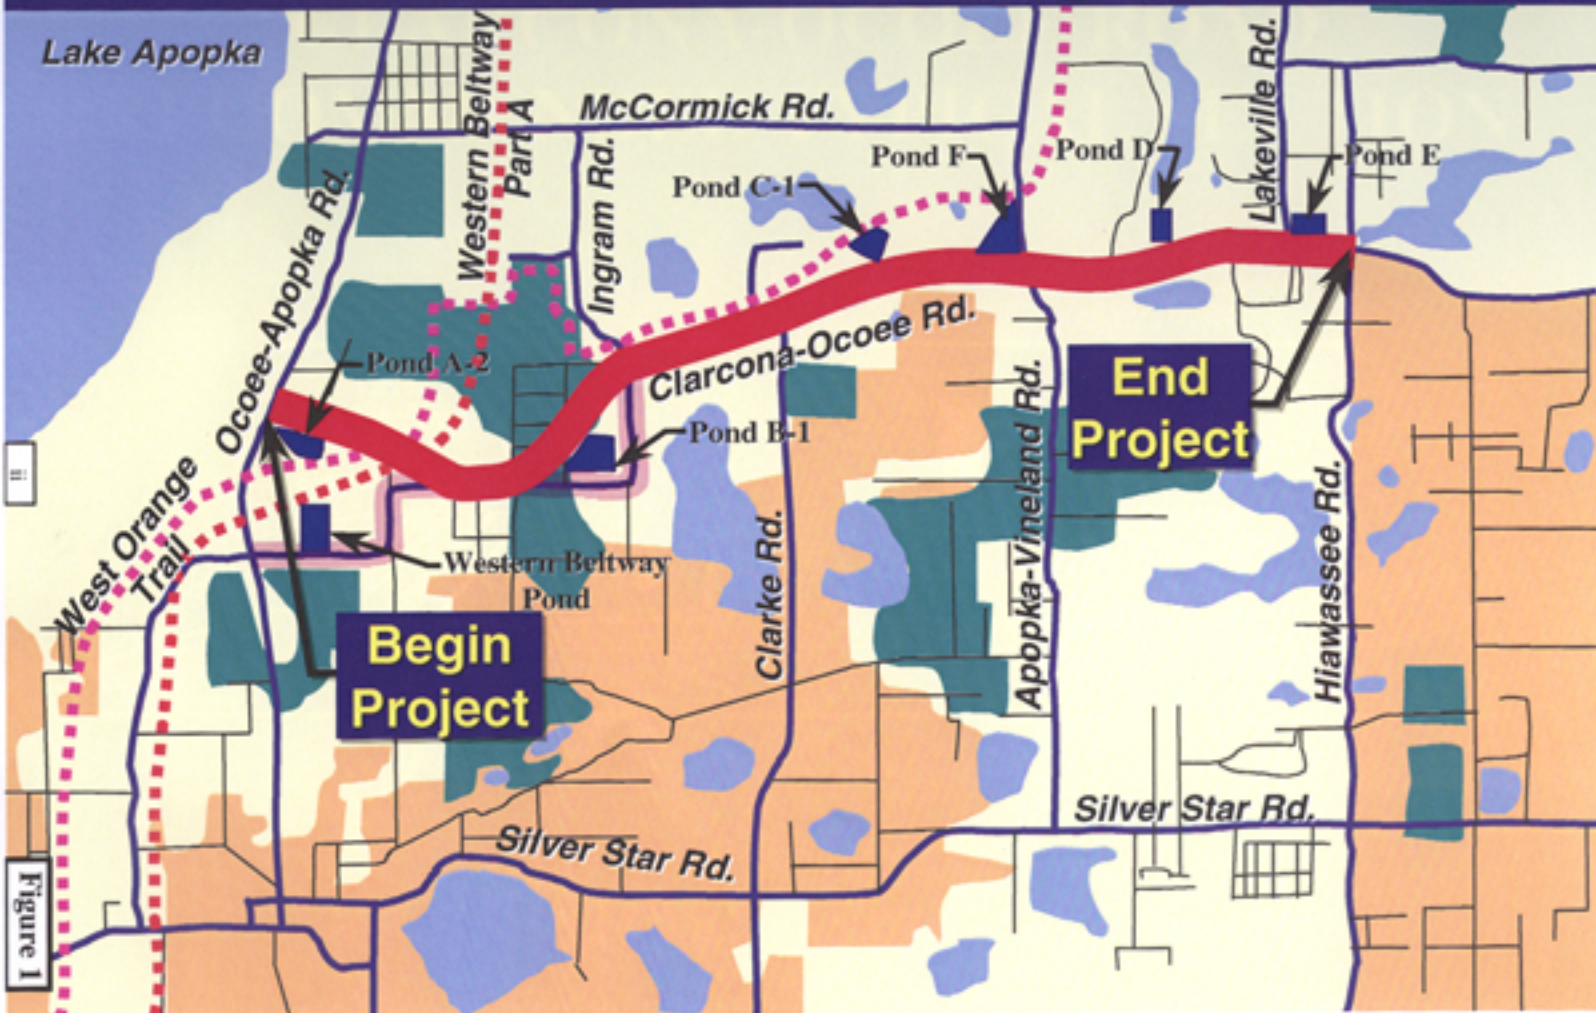 Lake Apopka
Western Beltway
Part A
McCormick Rd.
Lakeville Rd.
Pond F
Pond D
Pond E
Pond C-1
Ingram Rd.
Ocoee-Apopka Rd.
Pond A-2
Clarcona-Ocoee Rd.
End
Project
Pond B-1
ii
West Orange
Trail
Western Beltway
Pond
Clarke Rd.
Apopka-Vineland Rd.
Hiawassee Rd.
Begin
Project
Silver Star Rd.
Silver Star Rd.
Figure 1